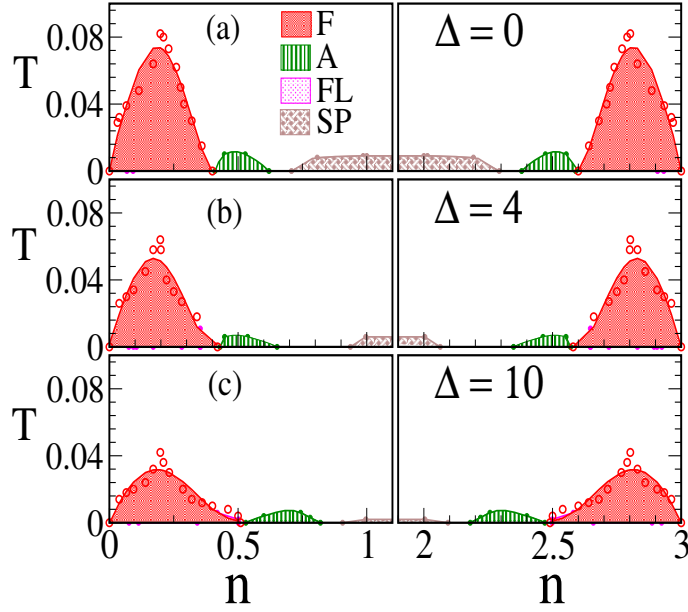 (a) F Δ = 0
A
FL
SP
T 0.08
0.04
0
(b) Δ = 4
T 0.08
0.04
0
(c) Δ = 10
T 0.08
0.04
0
0 0.5 1 2 2.5 3
n n